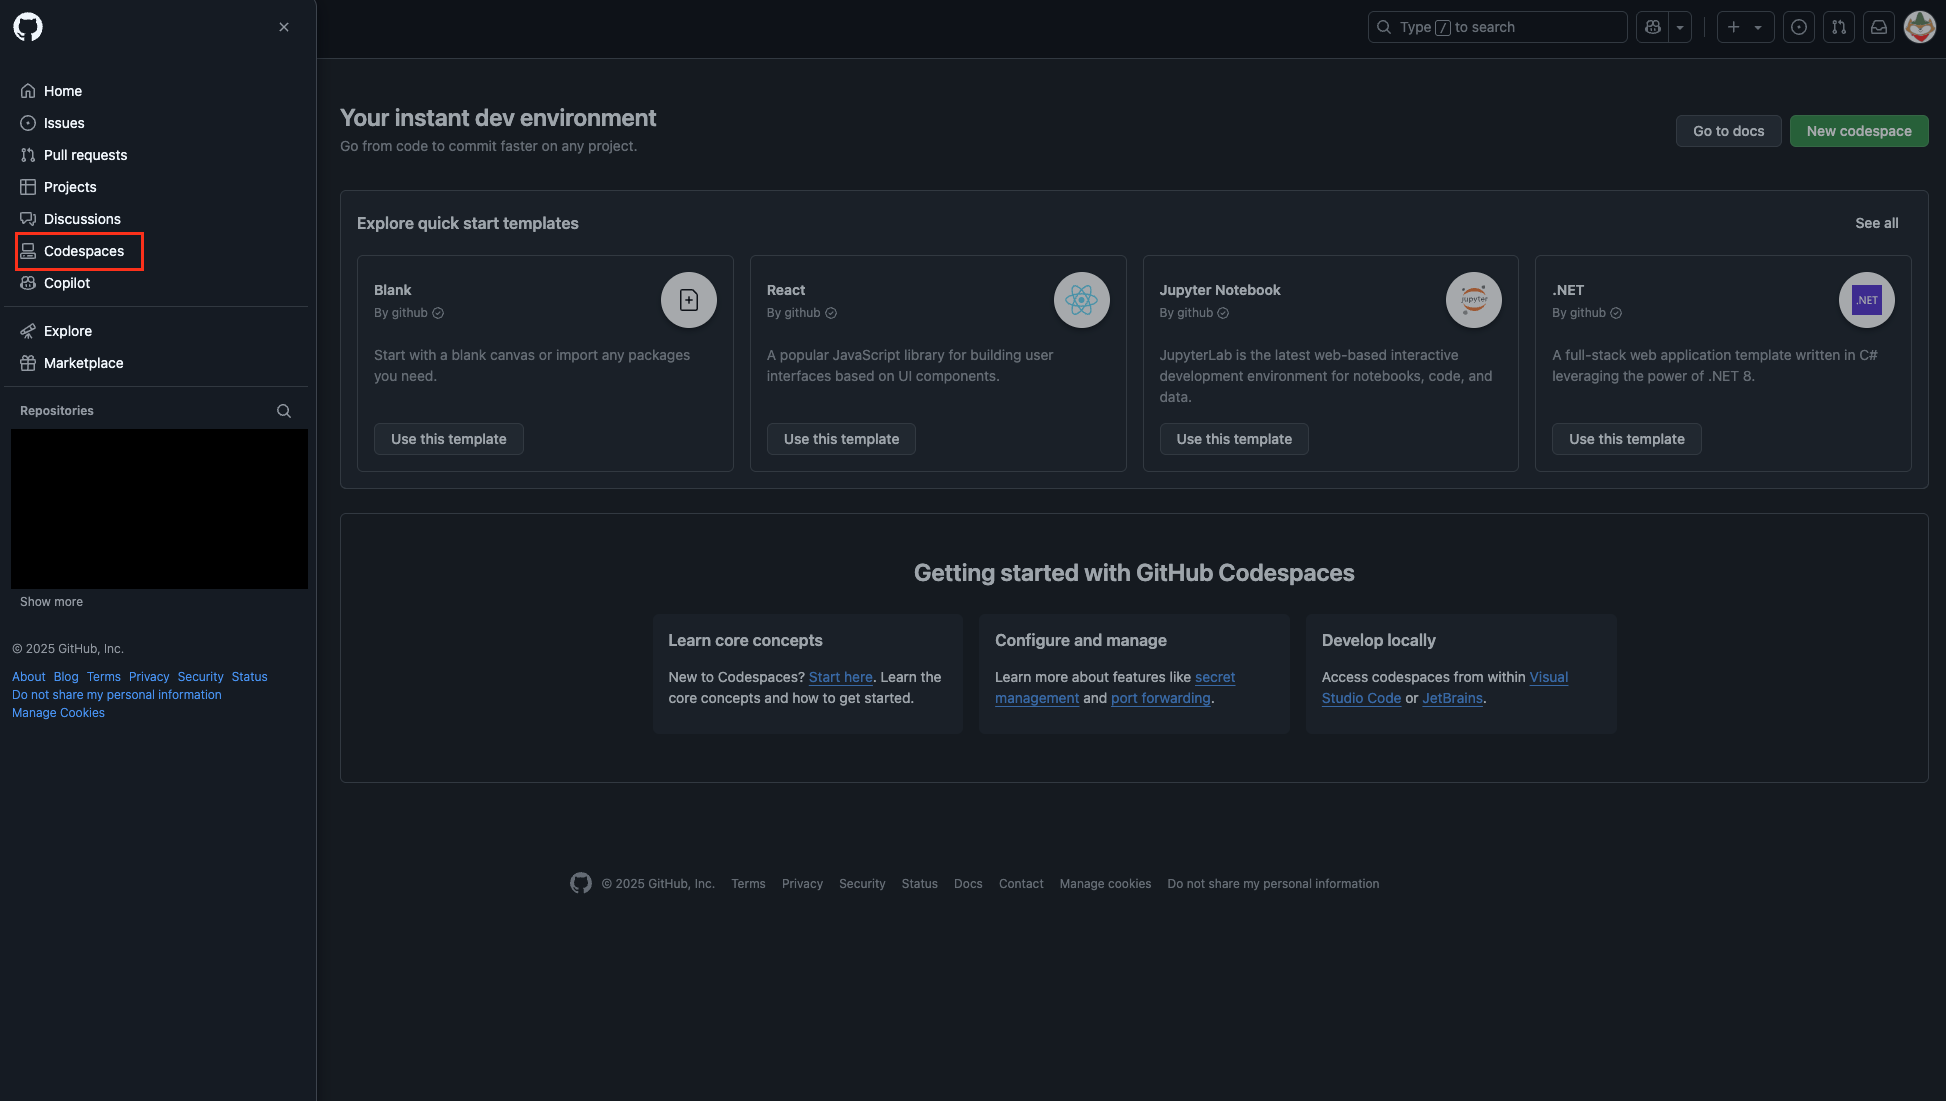 Type / to search
Home
Issues
Pull requests
Projects
Discussions
Codespaces
Copilot
Explore
Marketplace
Repositories
Show more
© 2025 GitHub, Inc.
About Blog Terms Privacy Security Status
Do not share my personal information
Manage Cookies
Your instant dev environment
Go from code to commit faster on any project.
Go to docs
New codespace
Explore quick start templates
See all
Blank
By github
Start with a blank canvas or import any packages
you need.
Use this template
React
By github
A popular JavaScript library for building user
interfaces based on UI components.
Use this template
Jupyter Notebook
By github
jupyter
JupyterLab is the latest web-based interactive
development environment for notebooks, code, and
data.
Use this template
.NET
By github
.NET
A full-stack web application template written in C#
leveraging the power of .NET 8.
Use this template
Getting started with GitHub Codespaces
Learn core concepts
New to Codespaces? Start here. Learn the
core concepts and how to get started.
Configure and manage
Learn more about features like secret
management and port forwarding.
Develop locally
Access codespaces from within Visual
Studio Code or JetBrains.
© 2025 GitHub, Inc. Terms Privacy Security Status Docs Contact Manage cookies Do not share my personal information